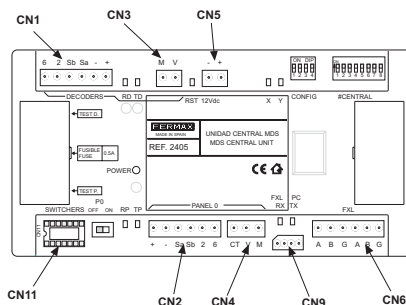 CN1 CN3 CN5
6 2 Sb Sa - + M V - + ON DIP 1 2 3 4 ON 1 2 3 4 5 6 7 8
DECODERS RD TD RST 12Vdc X Y CONFIG #CENTRAL
TEST D.
FERMAX
MADE IN SPAIN
REF. 2405
UNIDAD CENTRAL MDS
MDS CENTRAL UNIT
FUSIBLE
FUSE
0.5A
POWER
CE
TEST P.
P0
SWITCHERS OFF ON RP TP PANEL 0 FXL RX PC TX FXL
CN11
+ - Sa Sb 2 6 CT V M A B G A B G
CN11 CN2 CN4 CN9 CN6